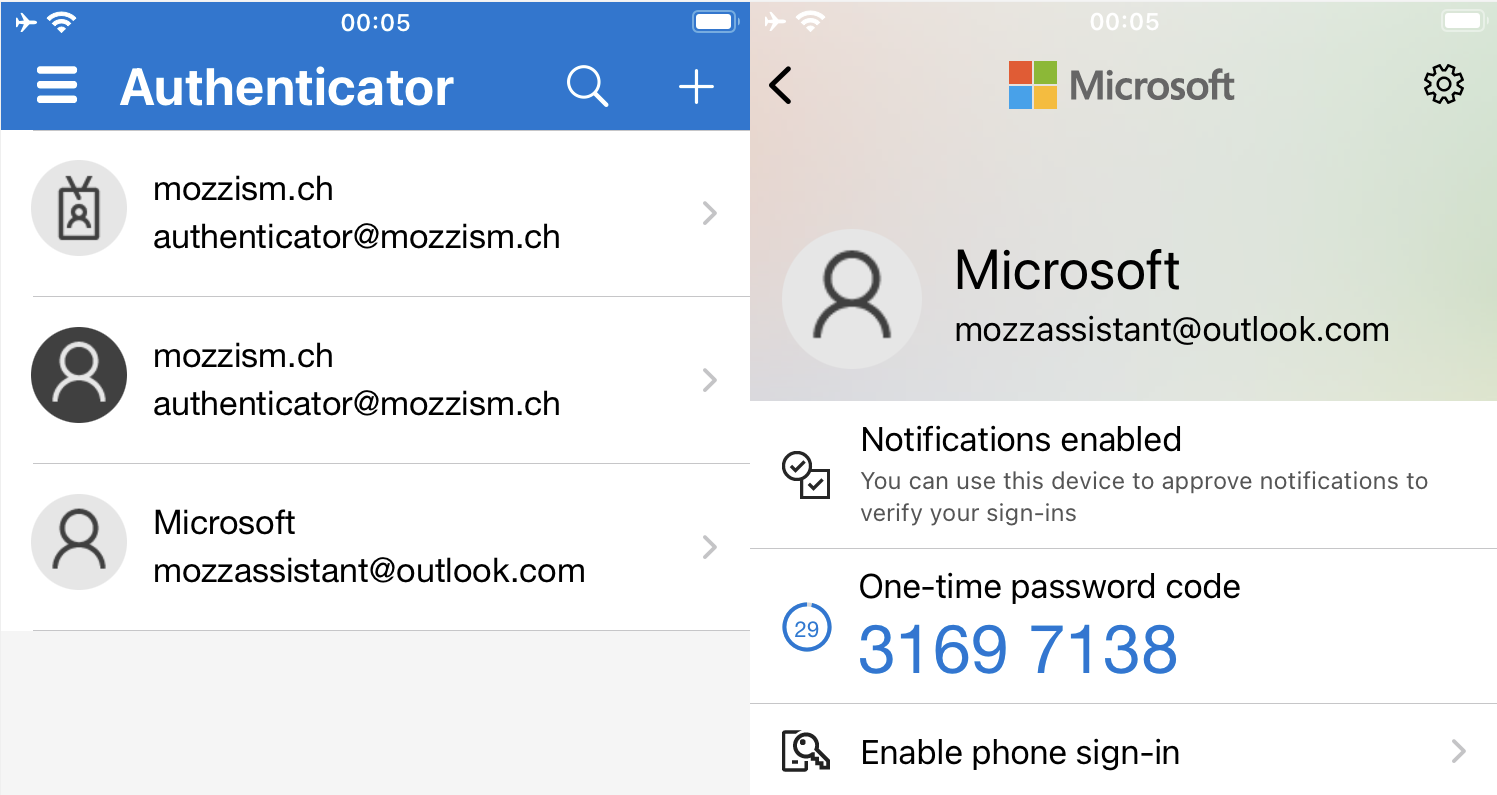 00:05
Authenticator
mozzism.ch
authenticator@mozzism.ch
mozzism.ch
authenticator@mozzism.ch
Microsoft
mozzassistant@outlook.com
00:05
Microsoft
Microsoft
mozzassistant@outlook.com
Notifications enabled
You can use this device to approve notifications to
verify your sign-ins
One-time password code
29
3169 7138
Enable phone sign-in